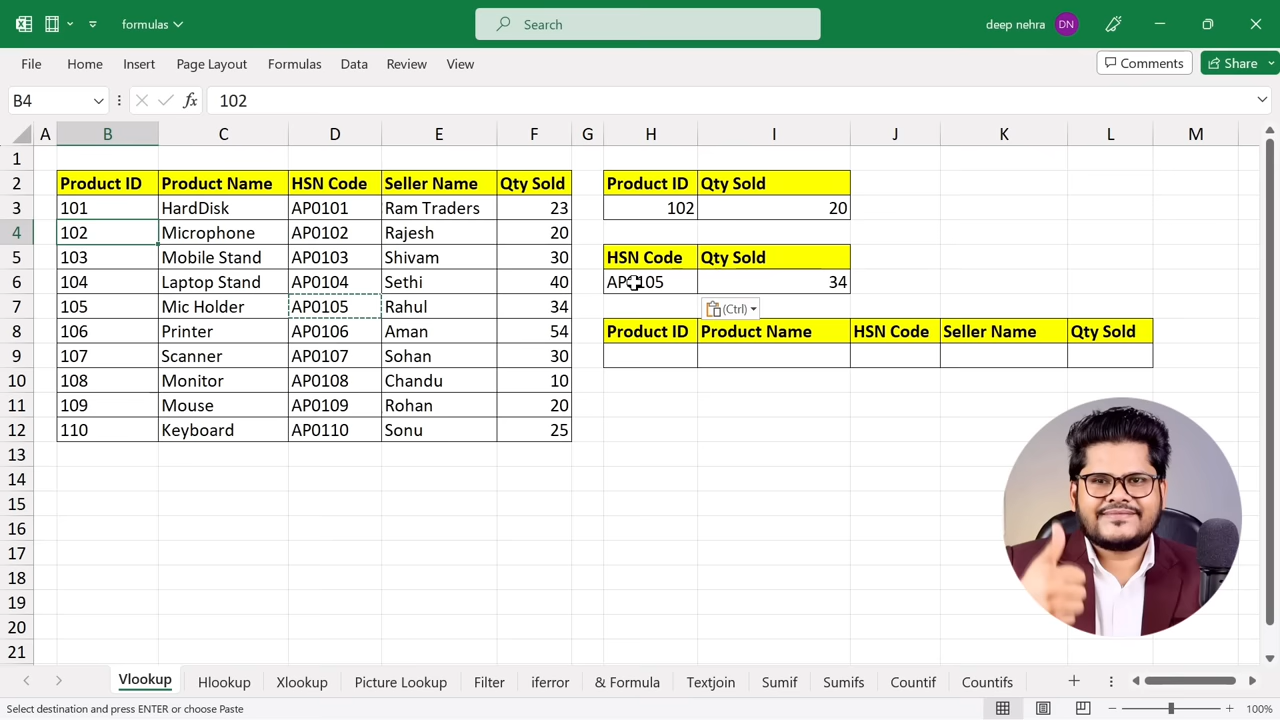 formulas
Search
deep nehra DN
File Home Insert Page Layout Formulas Data Review View Comments Share
B4 fx 102
A B C D E F G H I J K L M
1
2 Product ID Product Name HSN Code Seller Name Qty Sold Product ID Qty Sold
3 101 HardDisk AP0101 Ram Traders 23 102 20
4 102 Microphone AP0102 Rajesh 20
5 103 Mobile Stand AP0103 Shivam 30 HSN Code Qty Sold
6 104 Laptop Stand AP0104 Sethi 40 AP0105 34
7 105 Mic Holder AP0105 Rahul 34 (Ctrl)
8 106 Printer AP0106 Aman 54 Product ID Product Name HSN Code Seller Name Qty Sold
9 107 Scanner AP0107 Sohan 30
10 108 Monitor AP0108 Chandu 10
11 109 Mouse AP0109 Rohan 20
12 110 Keyboard AP0110 Sonu 25
13
14
15
16
17
18
19
20
21
Vlookup Hlookup Xlookup Picture Lookup Filter iferror & Formula Textjoin Sumif Sumifs Countif Countifs
Select destination and press ENTER or choose Paste 100%